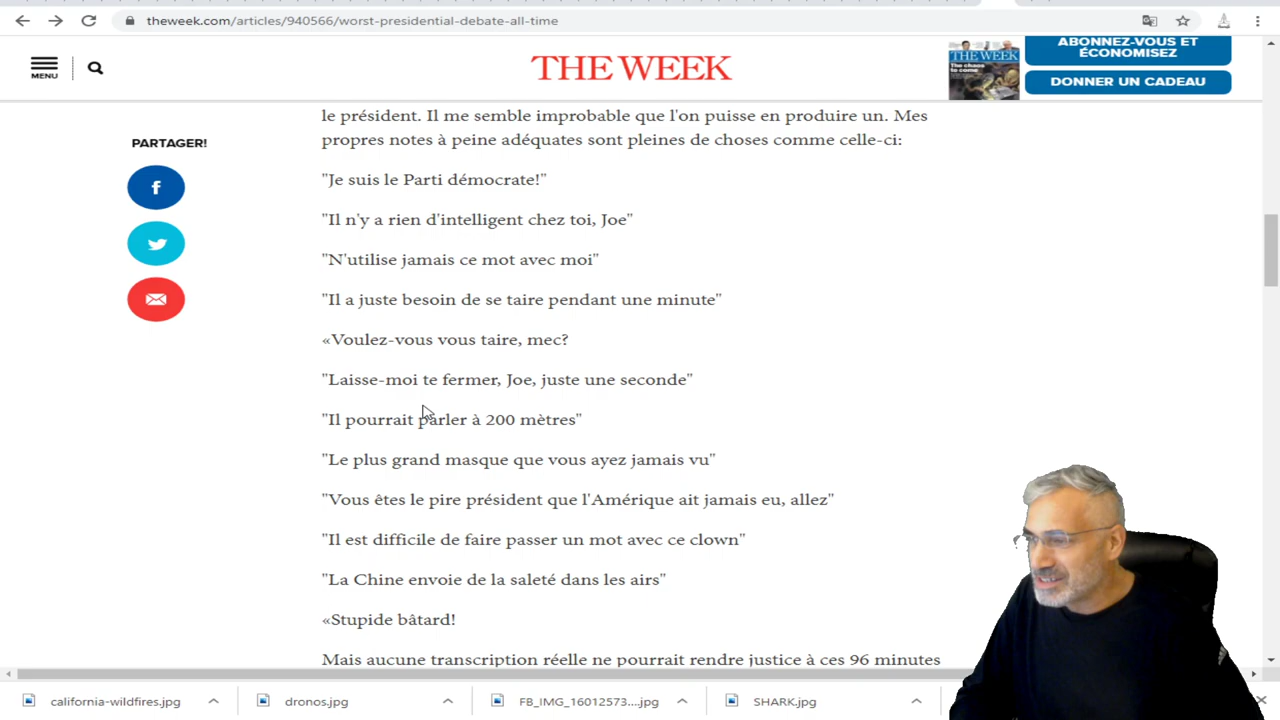 theweek.com/articles/940566/worst-presidential-debate-all-time
MENU
THE WEEK
THE WEEK
ABONNEZ-VOUS ET
ÉCONOMISEZ
DONNER UN CADEAU
PARTAGER!
f
le président. Il me semble improbable que l'on puisse en produire un. Mes
propres notes à peine adéquates sont pleines de choses comme celle-ci:
"Je suis le Parti démocrate!"
"Il n'y a rien d'intelligent chez toi, Joe"
"N'utilise jamais ce mot avec moi"
"Il a juste besoin de se taire pendant une minute"
«Voulez-vous vous taire, mec?
"Laisse-moi te fermer, Joe, juste une seconde"
"Il pourrait parler à 200 mètres"
"Le plus grand masque que vous ayez jamais vu"
"Vous êtes le pire président que l'Amérique ait jamais eu, allez"
"Il est difficile de faire passer un mot avec ce clown"
"La Chine envoie de la saleté dans les airs"
«Stupide bâtard!
Mais aucune transcription réelle ne pourrait rendre justice à ces 96 minutes
california-wildfires.jpg
dronos.jpg
FB_IMG_16012573....jpg
SHARK.jpg